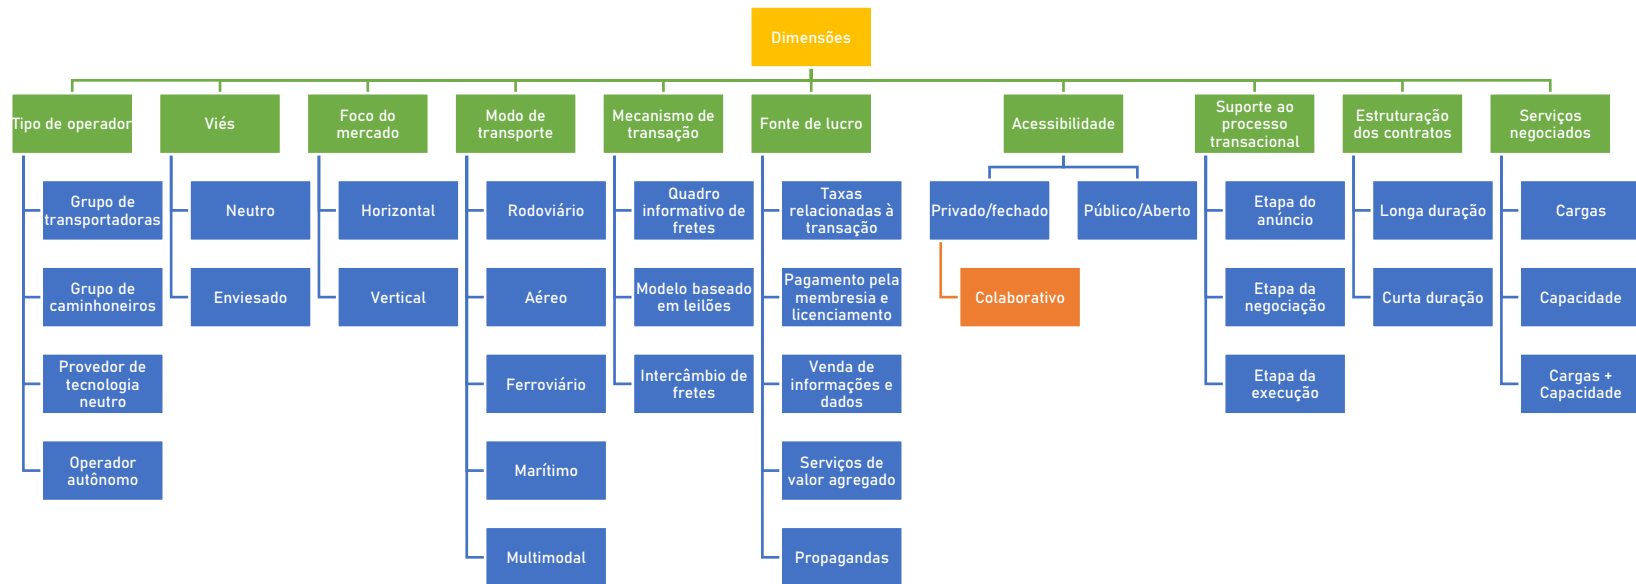 Dimensões
Tipo de operador
Viés
Foco do
mercado
Modo de
transporte
Mecanismo de
transação
Fonte de lucro
Acessibilidade
Suporte ao
processo
transacional
Estruturação
dos contratos
Serviços
negociados
Grupo de
transportadoras
Grupo de
caminhoneiros
Provedor de
tecnologia
neutro
Operador
autônomo
Neutro
Enviesado
Horizontal
Vertical
Rodoviário
Aéreo
Ferroviário
Marítimo
Multimodal
Quadro
informativo de
fretes
Modelo baseado
em leilões
Intercâmbio de
fretes
Taxas
relacionadas à
transação
Pagamento pela
membresia e
licenciamento
Venda de
informações e
dados
Serviços de
valor agregado
Propagandas
Privado/fechado
Colaborativo
Público/Aberto
Etapa do
anúncio
Etapa da
negociação
Etapa da
execução
Longa duração
Curta duração
Cargas
Capacidade
Cargas +
Capacidade